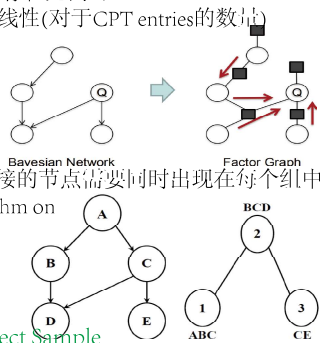 线性(对于CPT entries的数量)
Q
Q
Bayesian Network
Factor Graph
接的节点需要同时出现在每个组中
hm on
A
B
C
D
E
BCD
2
1
3
ABC
CE
ect Sample